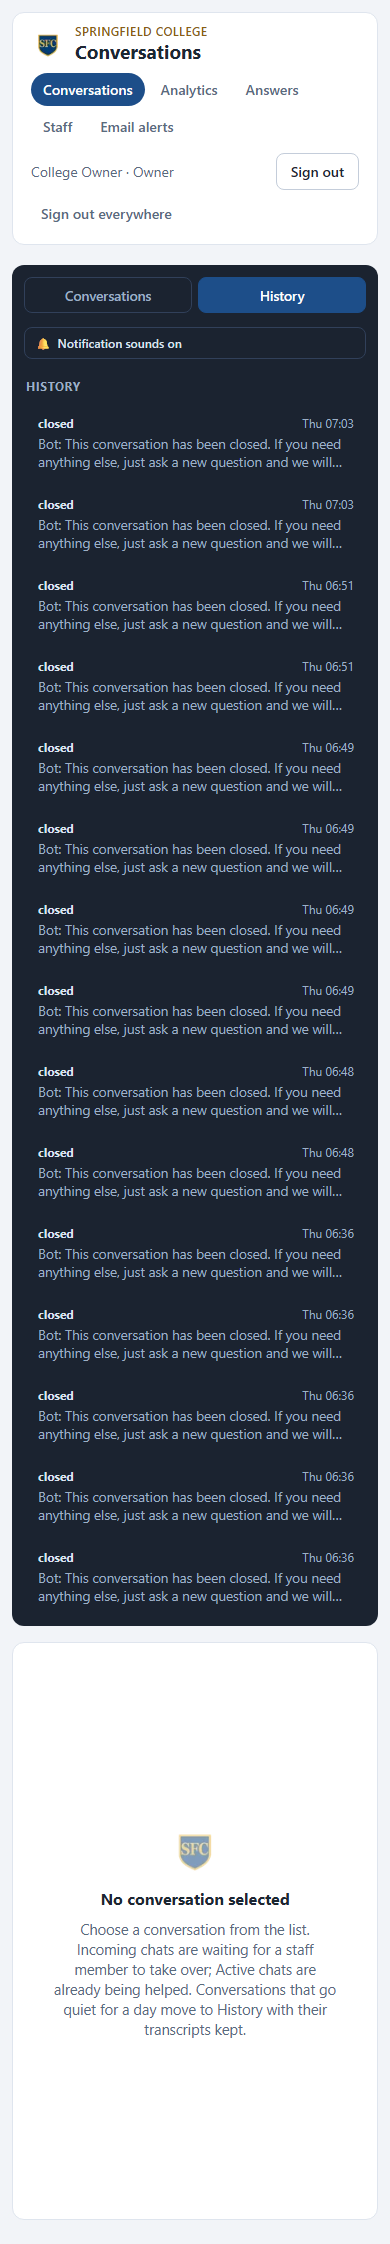 SPRINGFIELD COLLEGE
SFC
Conversations
Conversations
Analytics
Answers
Staff
Email alerts
College Owner · Owner
Sign out
Sign out everywhere
Conversations
History
Notification sounds on
HISTORY
closed Thu 07:03
Bot: This conversation has been closed. If you need
anything else, just ask a new question and we will...
closed Thu 07:03
Bot: This conversation has been closed. If you need
anything else, just ask a new question and we will...
closed Thu 06:51
Bot: This conversation has been closed. If you need
anything else, just ask a new question and we will...
closed Thu 06:51
Bot: This conversation has been closed. If you need
anything else, just ask a new question and we will...
closed Thu 06:49
Bot: This conversation has been closed. If you need
anything else, just ask a new question and we will...
closed Thu 06:49
Bot: This conversation has been closed. If you need
anything else, just ask a new question and we will...
closed Thu 06:49
Bot: This conversation has been closed. If you need
anything else, just ask a new question and we will...
closed Thu 06:49
Bot: This conversation has been closed. If you need
anything else, just ask a new question and we will...
closed Thu 06:48
Bot: This conversation has been closed. If you need
anything else, just ask a new question and we will...
closed Thu 06:48
Bot: This conversation has been closed. If you need
anything else, just ask a new question and we will...
closed Thu 06:36
Bot: This conversation has been closed. If you need
anything else, just ask a new question and we will...
closed Thu 06:36
Bot: This conversation has been closed. If you need
anything else, just ask a new question and we will...
closed Thu 06:36
Bot: This conversation has been closed. If you need
anything else, just ask a new question and we will...
closed Thu 06:36
Bot: This conversation has been closed. If you need
anything else, just ask a new question and we will...
closed Thu 06:36
Bot: This conversation has been closed. If you need
anything else, just ask a new question and we will...
SFC
No conversation selected
Choose a conversation from the list.
Incoming chats are waiting for a staff
member to take over; Active chats are
already being helped. Conversations that go
quiet for a day move to History with their
transcripts kept.